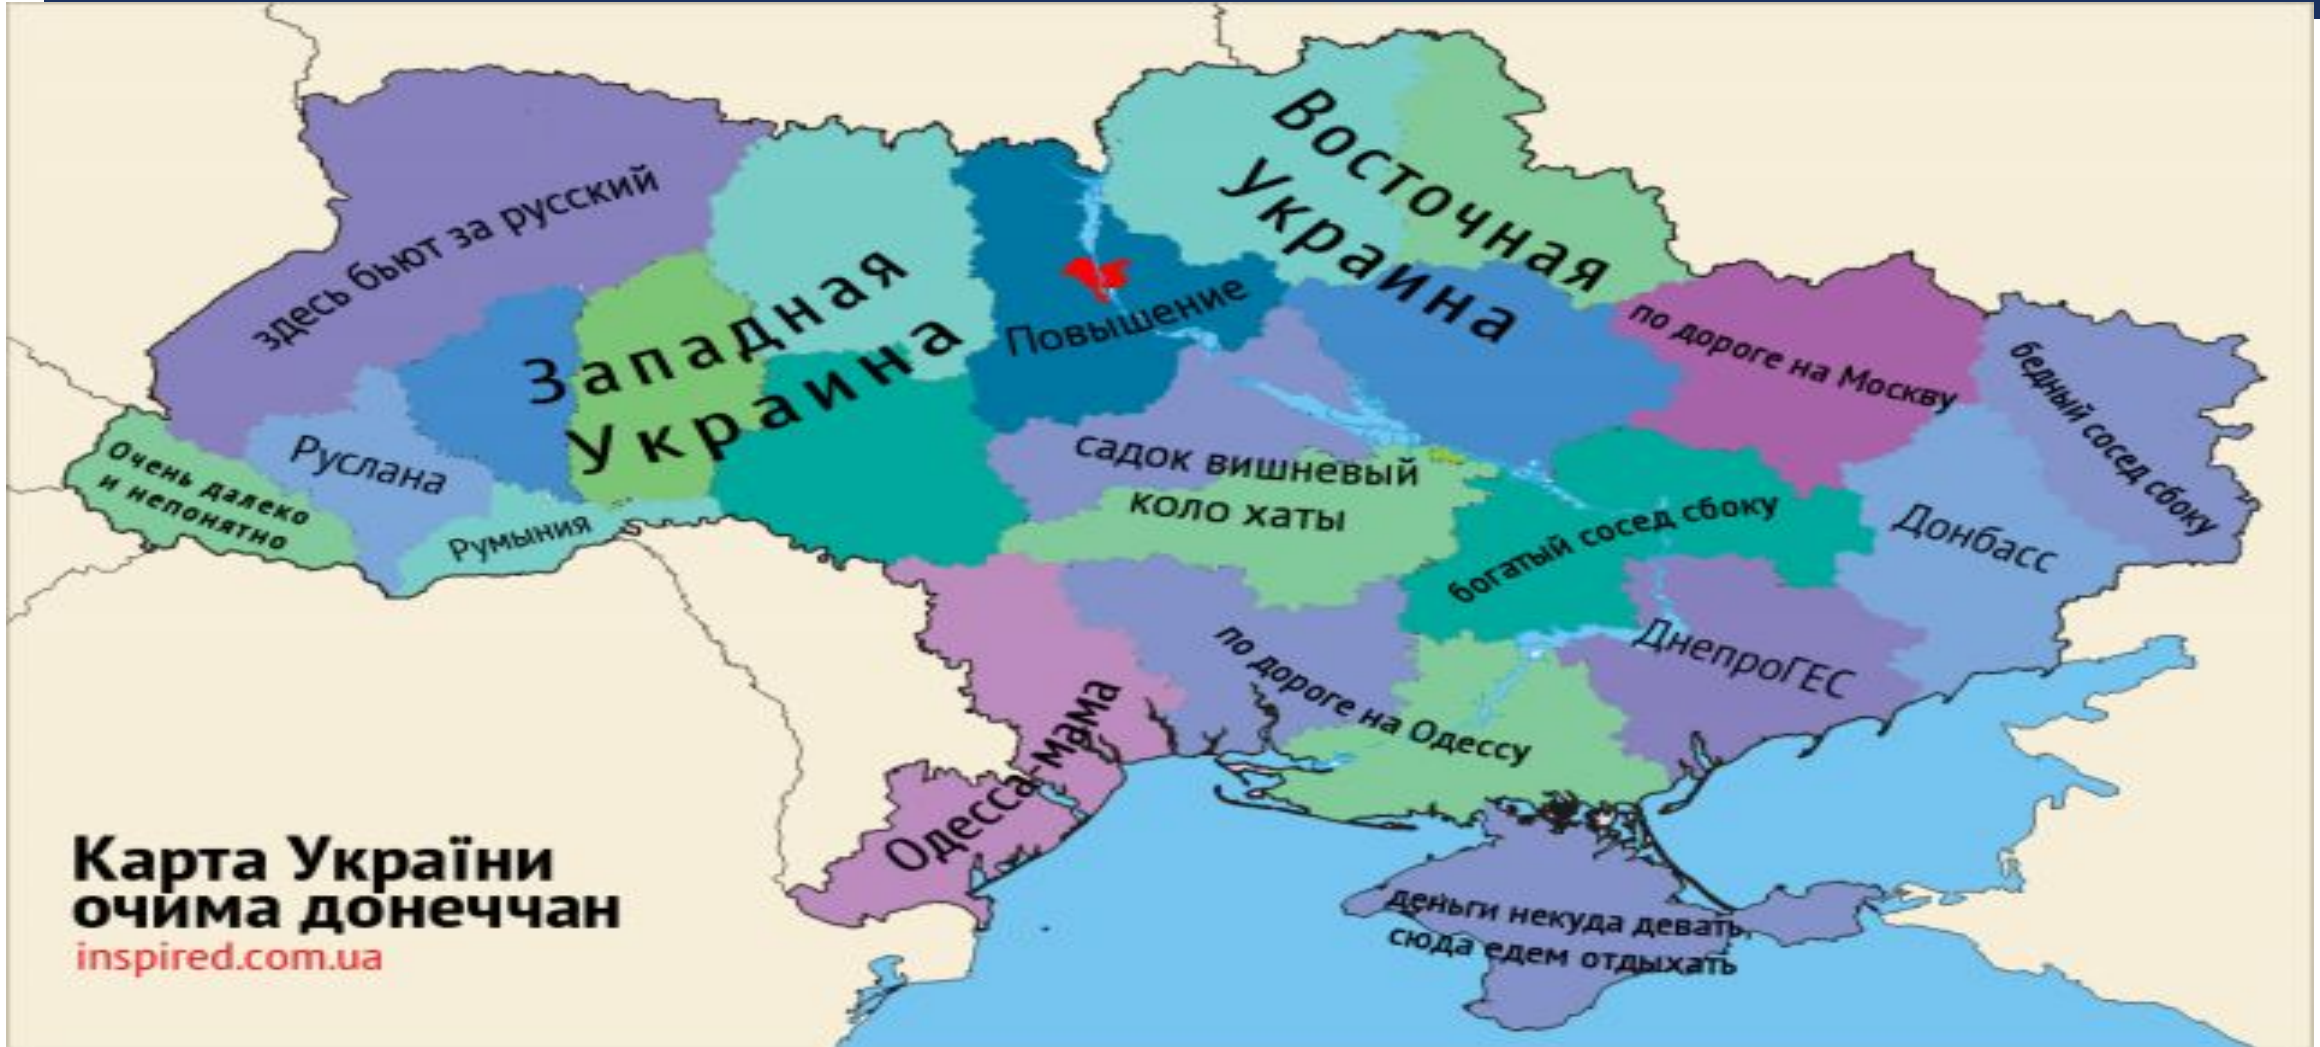 Восточная
Украина
здесь бьют за русский
Западная
Украина
Повышение
по дороге на Москву
бедный сосед сбоку
Очень далеко
и непонятно
Руслана
Румыния
садок вишневый
коло хаты
богатый сосед сбоку
Донбасс
ДнепроГЕС
по дороге на Одессу
Одесса-мама
деньги некуда девать,
сюда едем отдыхать
Карта України
очима донеччан
inspired.com.ua